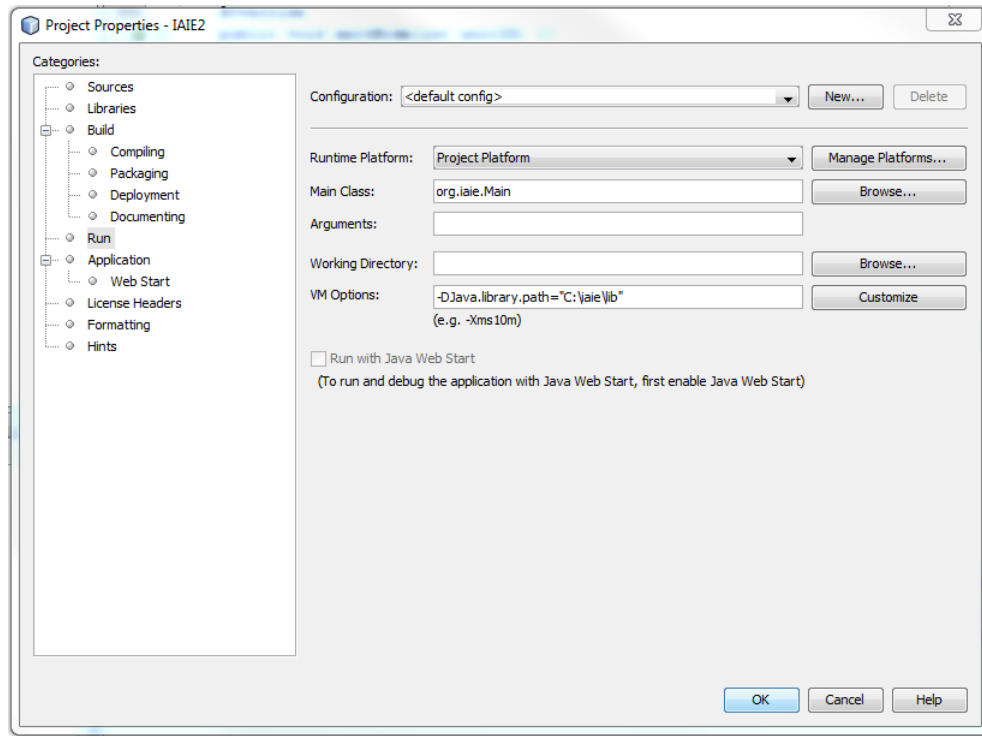 Project Properties - IAIE2
Categories:
Sources
Libraries
Build
Compiling
Packaging
Deployment
Documenting
Run
Application
Web Start
License Headers
Formatting
Hints
Configuration: <default config> New... Delete
Runtime Platform: Project Platform Manage Platforms...
Main Class: org.iaie.Main Browse...
Arguments:
Working Directory: Browse...
VM Options: -DJava.library.path="C:\iaie\lib" Customize
(e.g. -Xms10m)
Run with Java Web Start
(To run and debug the application with Java Web Start, first enable Java Web Start)
OK Cancel Help